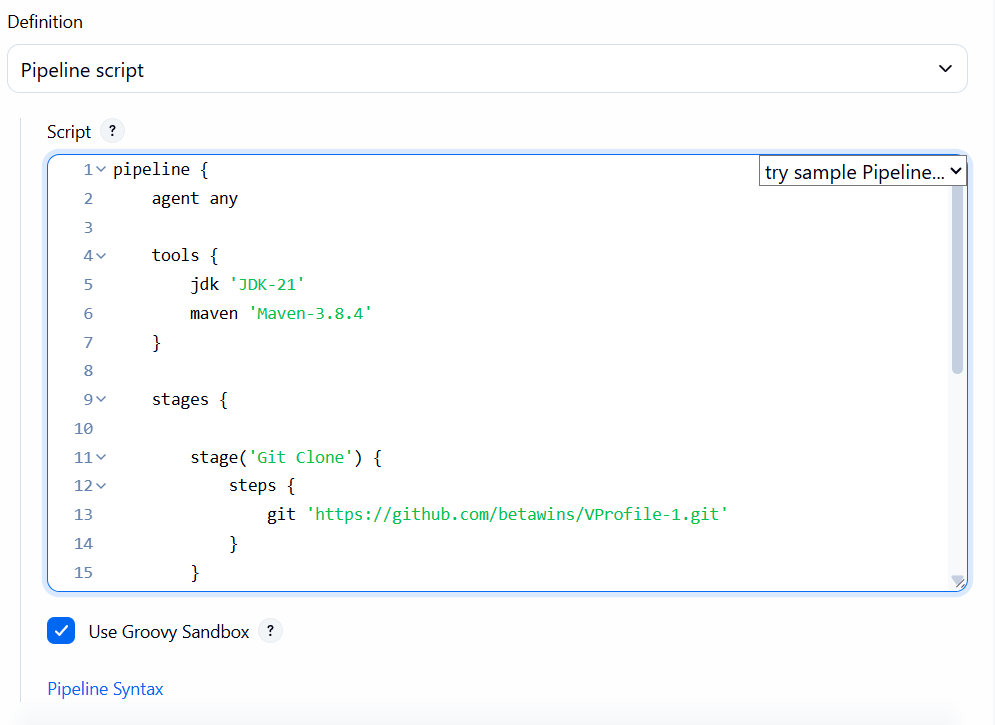 Definition
Pipeline script
Script ?
try sample Pipeline...
1 pipeline {
2     agent any
3
4     tools {
5         jdk 'JDK-21'
6         maven 'Maven-3.8.4'
7     }
8
9     stages {
10
11         stage('Git Clone') {
12             steps {
13                 git 'https://github.com/betawins/VProfile-1.git'
14             }
15         }
Use Groovy Sandbox ?
Pipeline Syntax